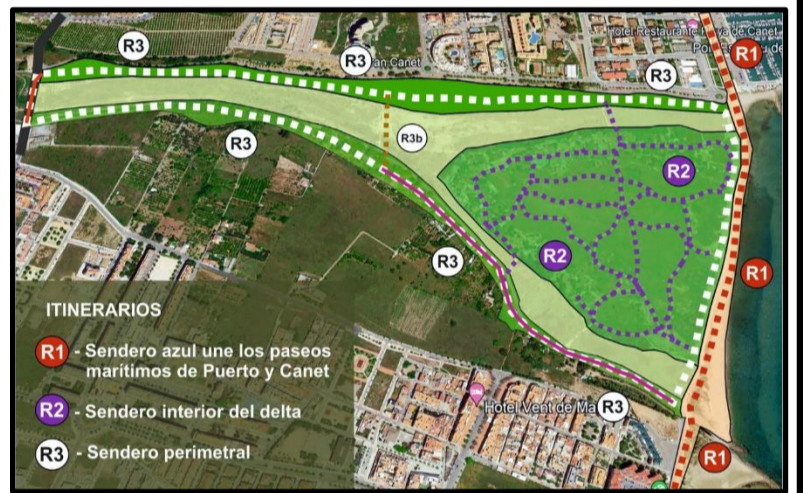 R3
R3
an Canet
Hotel Restaurante Playa de Canet
R1
R3
R3
R3b
R2
R2
R3
R1
ITINERARIOS
R1 - Sendero azul une los paseos
marítimos de Puerto y Canet
R2 - Sendero interior del delta
R3 - Sendero perimetral
Hotel Vent de Ma
R3
R1